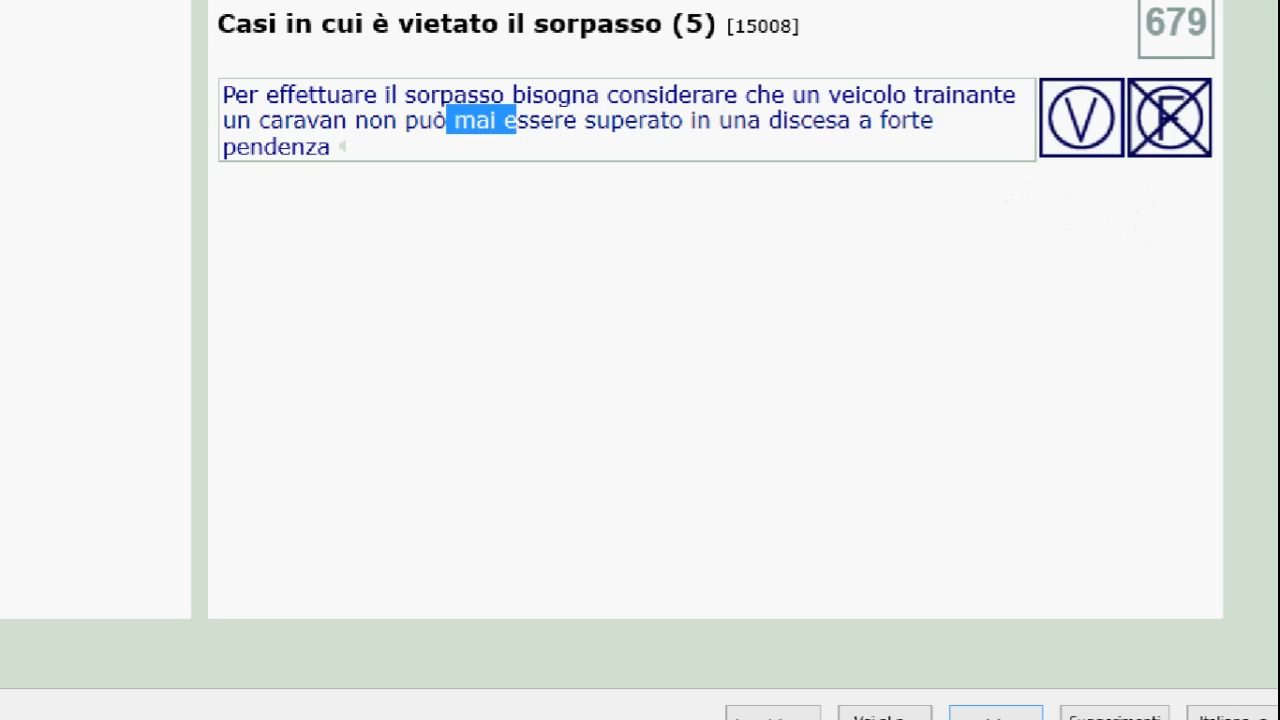 Casi in cui è vietato il sorpasso (5) [15008]
679
Per effettuare il sorpasso bisogna considerare che un veicolo trainante
un caravan non può mai essere superato in una discesa a forte
pendenza
V F
Suggerimenti